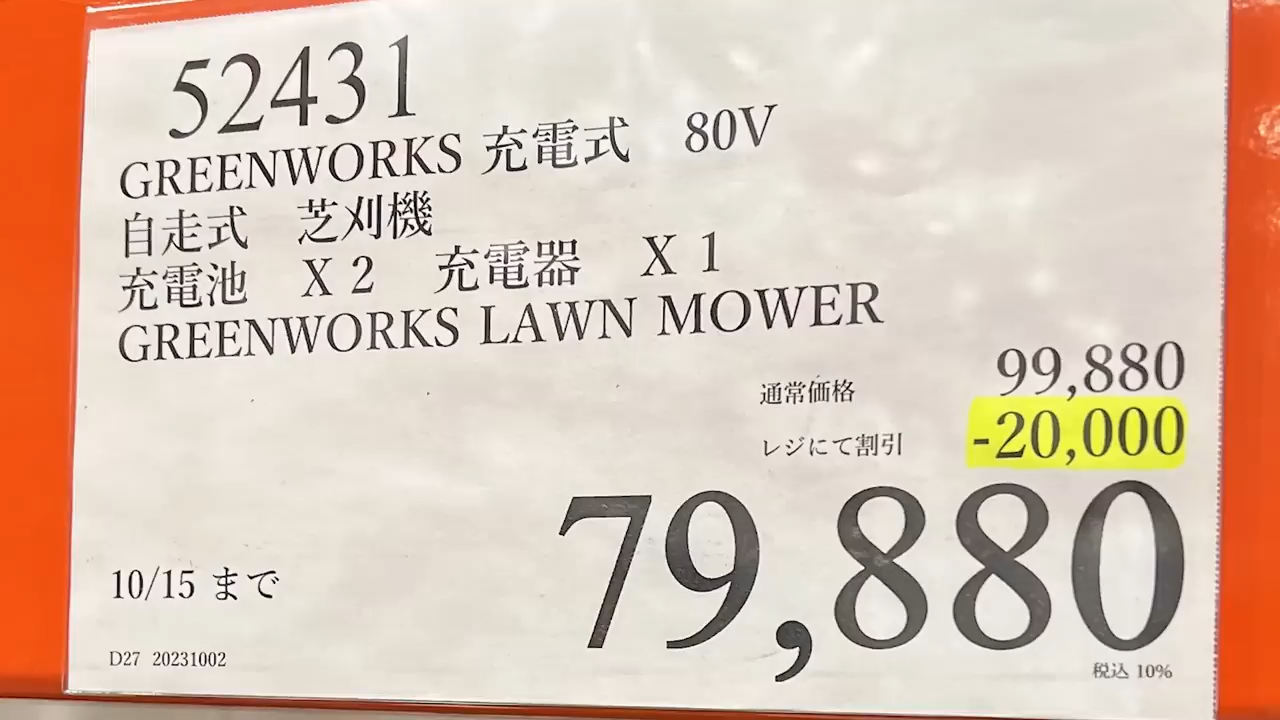 52431
GREENWORKS 充電式　80V
自走式　芝刈機
充電池　X 2　充電器　X 1
GREENWORKS LAWN MOWER
通常価格 99,880
レジにて割引 -20,000
79,880
10/15 まで
D27 20231002
税込 10%